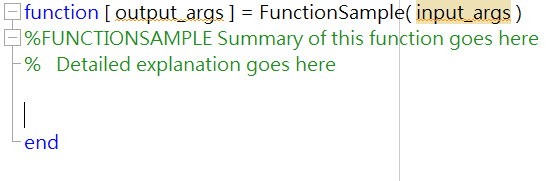 function [ output_args ] = FunctionSample( input_args )
%FUNCTIONSAMPLE Summary of this function goes here
%   Detailed explanation goes here
end